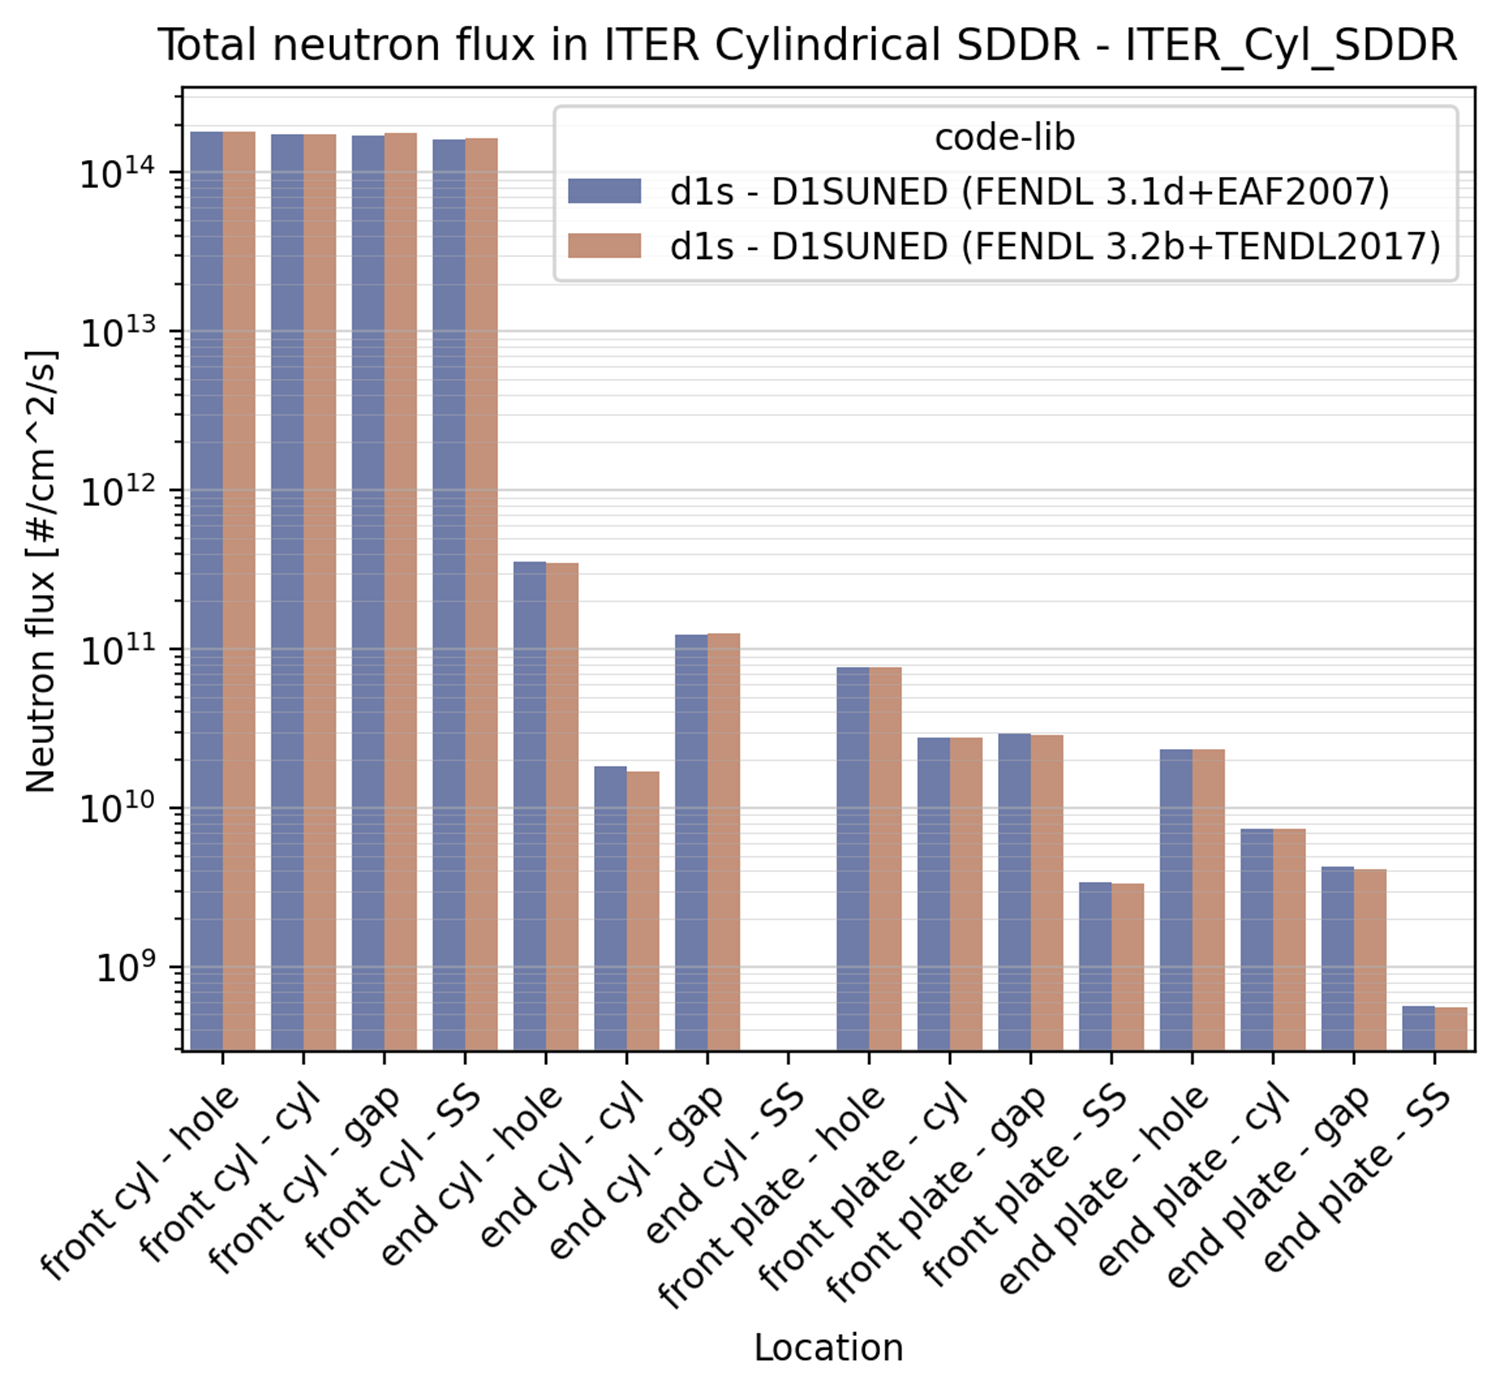 Total neutron flux in ITER Cylindrical SDDR - ITER_Cyl_SDDR
code-lib
d1s - D1SUNED (FENDL 3.1d+EAF2007)
d1s - D1SUNED (FENDL 3.2b+TENDL2017)
Neutron flux [#/cm^2/s]
10¹⁴
10¹³
10¹²
10¹¹
10¹⁰
10⁹
front cyl - hole
front cyl - cyl
front cyl - gap
front cyl - SS
end cyl - hole
end cyl - cyl
end cyl - gap
end cyl - SS
front plate - hole
front plate - cyl
front plate - gap
front plate - SS
end plate - hole
end plate - cyl
end plate - gap
end plate - SS
Location